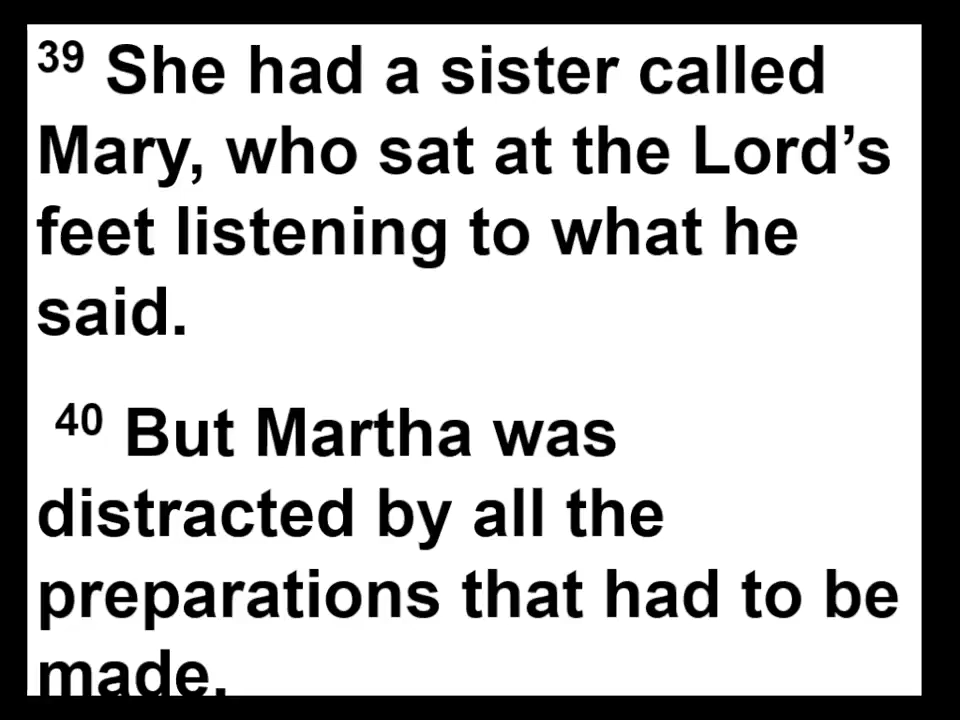 39 She had a sister called
Mary, who sat at the Lord’s
feet listening to what he
said.
40 But Martha was
distracted by all the
preparations that had to be
made.